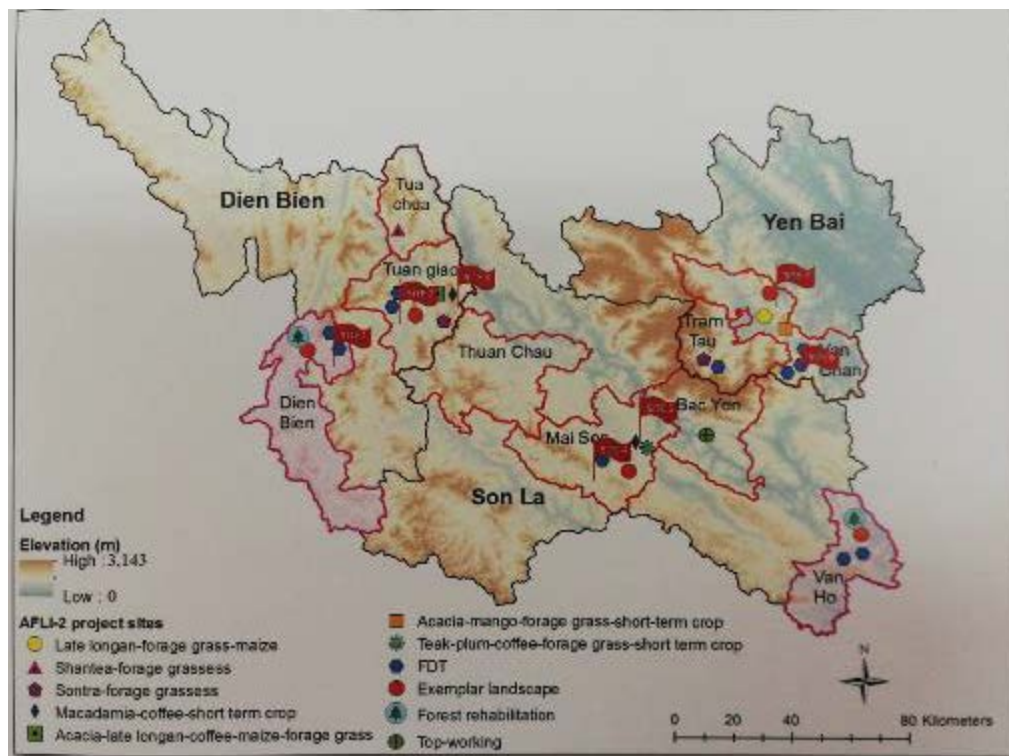 Dien Bien
Tua
chua
Yen Bai
Tuan giao
Tram
Tau
Van
Chan
Thuan Chau
Dien
Bien
Bac Yen
Mai Son
Son La
Van
Ho
Legend
Elevation (m)
High : 3,143
Low : 0
AFLI-2 project sites
Late longan-forage grass-maize
Shantea-forage grassess
Sontra-forage grassess
Macadamia-coffee-short term crop
Acacia-late longan-coffee-maize-forage grass
Acacia-mango-forage grass-short-term crop
Teak-plum-coffee-forage grass-short term crop
FDT
Exemplar landscape
Forest rehabilitation
Top-working
N
0 20 40 80 Kilometers